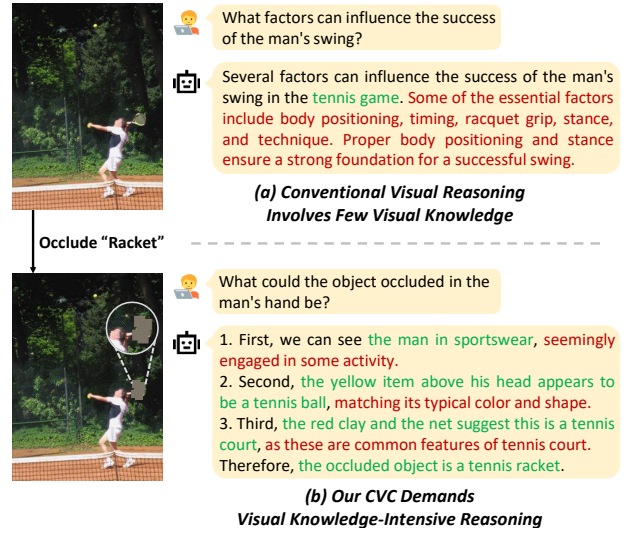 What factors can influence the success
of the man's swing?
Several factors can influence the success of the man's
swing in the tennis game. Some of the essential factors
include body positioning, timing, racquet grip, stance,
and technique. Proper body positioning and stance
ensure a strong foundation for a successful swing.
(a) Conventional Visual Reasoning
Involves Few Visual Knowledge
Occlude “Racket”
What could the object occluded in the
man's hand be?
1. First, we can see the man in sportswear, seemingly
engaged in some activity.
2. Second, the yellow item above his head appears to
be a tennis ball, matching its typical color and shape.
3. Third, the red clay and the net suggest this is a tennis
court, as these are common features of tennis court.
Therefore, the occluded object is a tennis racket.
(b) Our CVC Demands
Visual Knowledge-Intensive Reasoning